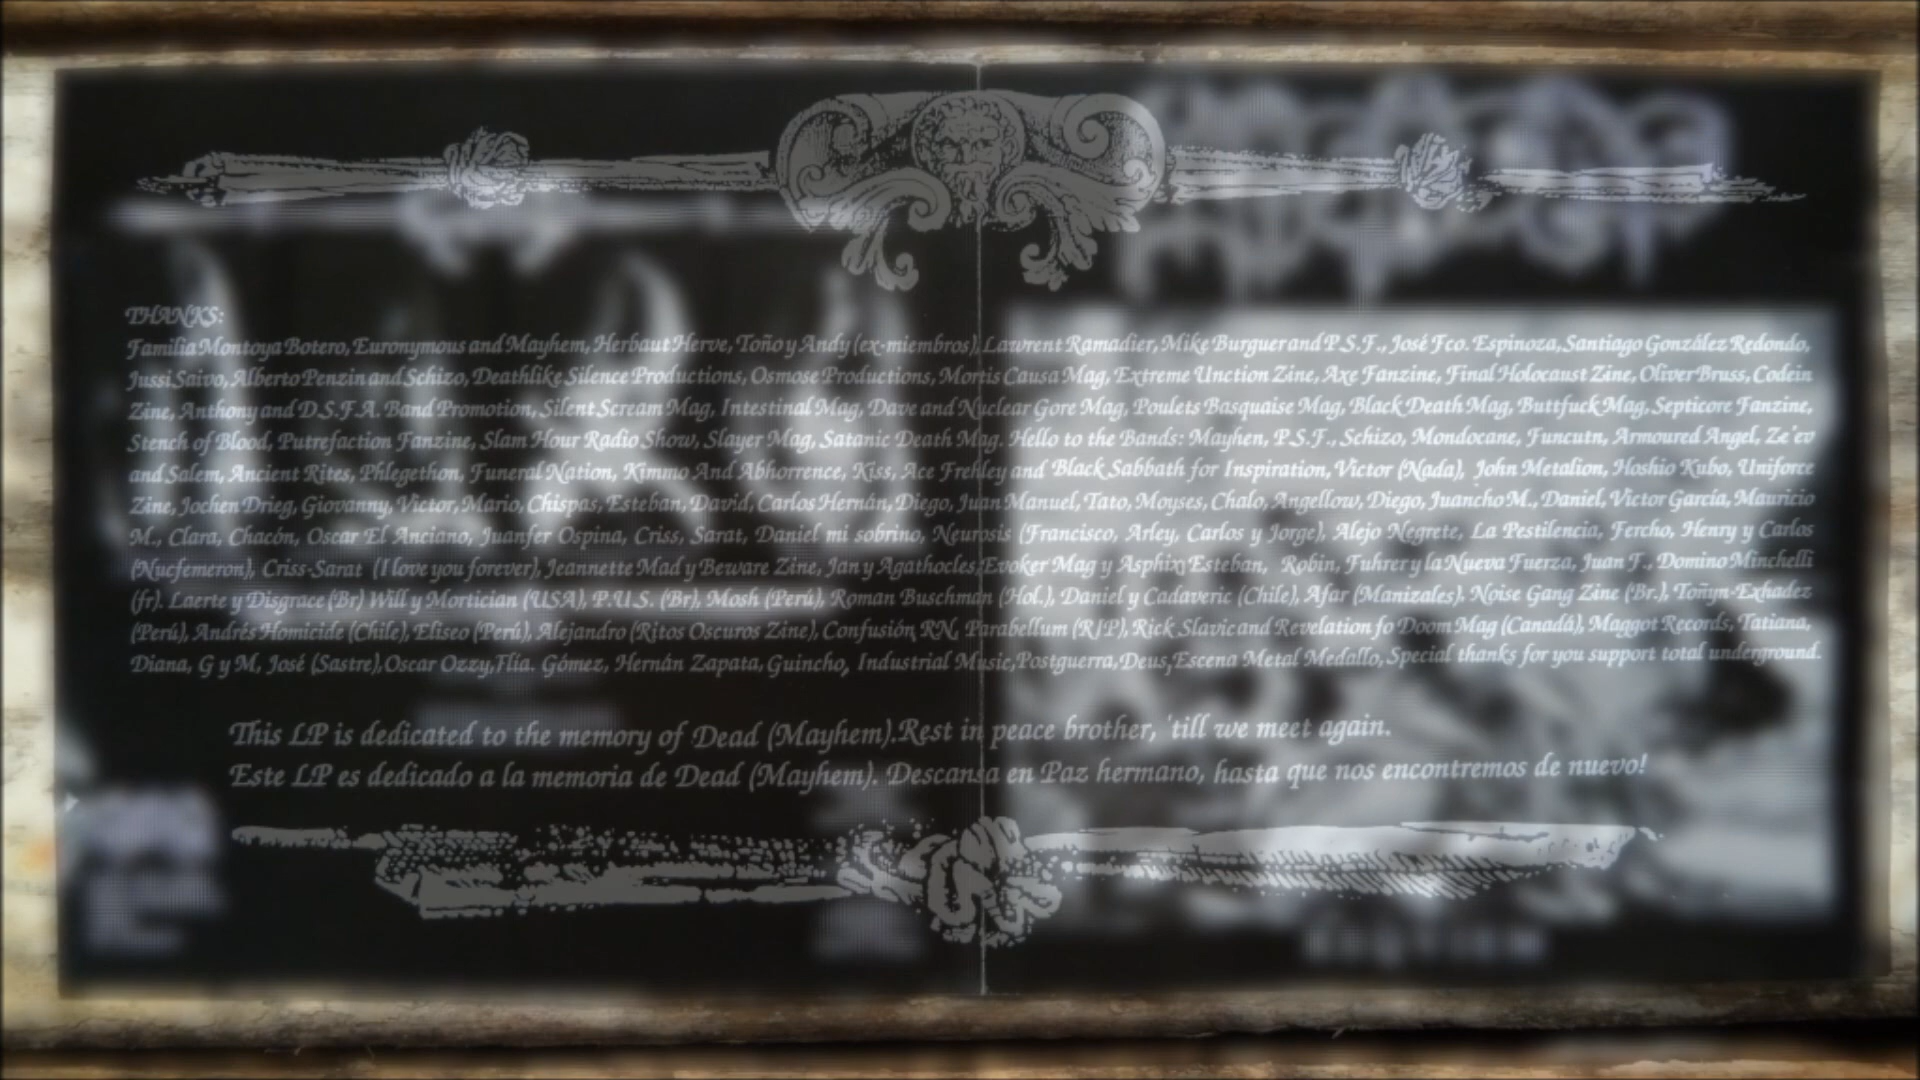 THANKS:
Familia Montoya Botero, Euronymous and Mayhem, Herbaut Herve, Toño y Andy (ex-miembros), Lawrent Ramadier, Mike Burguer and P.S.F., José Fco. Espinoza, Santiago González Redondo,
Jussi Saivo, Alberto Penzin and Schizo, Deathlike Silence Productions, Osmose Productions, Mortis Causa Mag, Extreme Unction Zine, Axe Fanzine, Final Holocaust Zine, Oliver Bruss, Codein
Zine, Anthony and D.S.F.A. Band Promotion, Silent Scream Mag, Intestinal Mag, Dave and Nuclear Gore Mag, Poulets Basquaise Mag, Black Death Mag, Buttfuck Mag, Septicore Fanzine,
Stench of Blood, Putrefaction Fanzine, Slam Hour Radio Show, Slayer Mag, Satanic Death Mag. Hello to the Bands: Mayhen, P.S.F., Schizo, Mondocane, Funcutn, Armoured Angel, Ze'ev
and Salem, Ancient Rites, Phlegethon, Funeral Nation, Kimmo And Abhorrence, Kiss, Ace Frehley and Black Sabbath for Inspiration, Victor (Nada), John Metalion, Hoshio Kubo, Uniforce
Zine, Jochen Drieg, Giovanny, Victor, Mario, Chispas, Esteban, David, Carlos Hernán, Diego, Juan Manuel, Tato, Moyses, Chalo, Angellow, Diego, Juancho M., Daniel, Victor García, Mauricio
M., Clara, Chacón, Oscar El Anciano, Juanfer Ospina, Criss, Sarat, Daniel mi sobrino, Neurosis (Francisco, Arley, Carlos y Jorge), Alejo Negrete, La Pestilencia, Fercho, Henry y Carlos
(Nucfemeron), Criss-Sarat (I love you forever), Jeannette Mad y Beware Zine, Jan y Agathocles, Evoker Mag y Asphix, Esteban, Robin, Fuhrer y la Nueva Fuerza, Juan F., Domino Minchelli
(fr). Laerte y Disgrace (Br) Will y Mortician (USA), P.U.S. (Br), Mosh (Perú), Roman Buschman (Hol.), Daniel y Cadaveric (Chile), Afar (Manizales). Noise Gang Zine (Br.), Toñyn-Exhadez
(Perú), Andrés Homicide (Chile), Eliseo (Perú), Alejandro (Ritos Oscuros Zine), Confusión RN, Parabellum (RIP), Rick Slavic and Revelation fo Doom Mag (Canadá), Maggot Records, Tatiana,
Diana, G y M, José (Sastre), Oscar Ozzy, Flia. Gómez, Hernán Zapata, Guincho, Industrial Music, Postguerra, Deus, Escena Metal Medallo, Special thanks for you support total underground.
This LP is dedicated to the memory of Dead (Mayhem). Rest in peace brother, 'till we meet again.
Este LP es dedicado a la memoria de Dead (Mayhem). Descansa en Paz hermano, hasta que nos encontremos de nuevo!